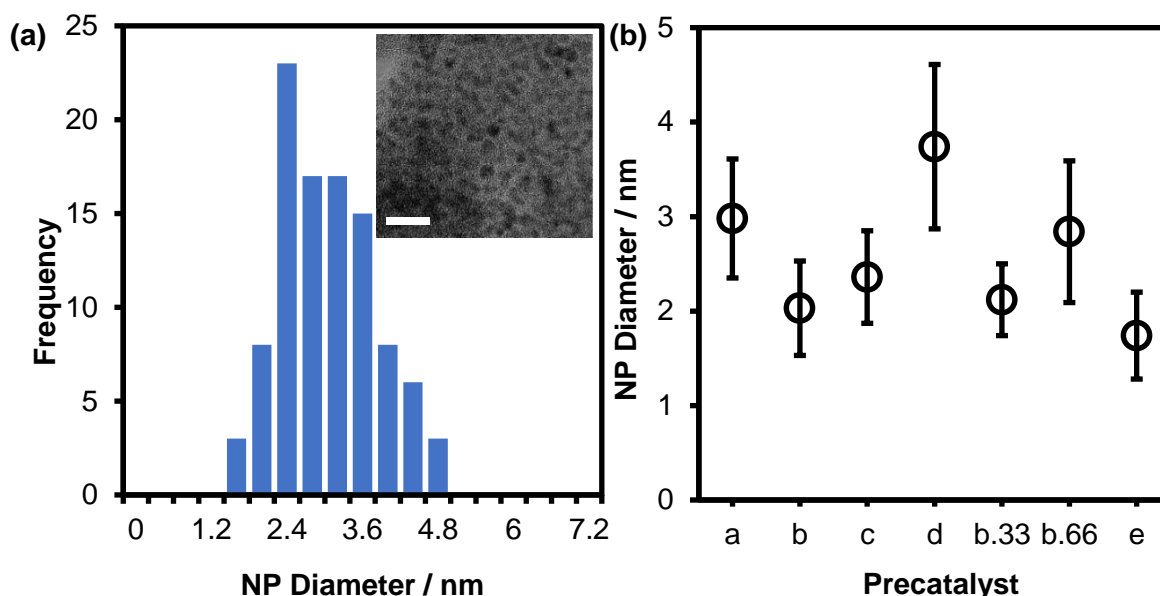 (a)
25
20
15
10
5
0
Frequency
0 1.2 2.4 3.6 4.8 6 7.2
NP Diameter / nm
(b)
5
4
3
2
1
0
NP Diameter / nm
a b c d b.33 b.66 e
Precatalyst